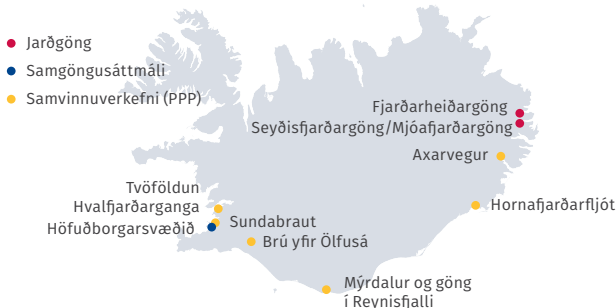 Jarðgöng
Samgöngusáttmáli
Samvinnuverkefni (PPP)
Fjarðarheiðargöng
Seyðisfjarðargöng/Mjóafjarðargöng
Axarvegur
Tvöföldun
Hvalfjarðarganga
Hornafjarðarfljót
Sundabraut
Höfuðborgarsvæðið
Brú yfir Ölfusá
Mýrdalur og göng
í Reynisfjalli